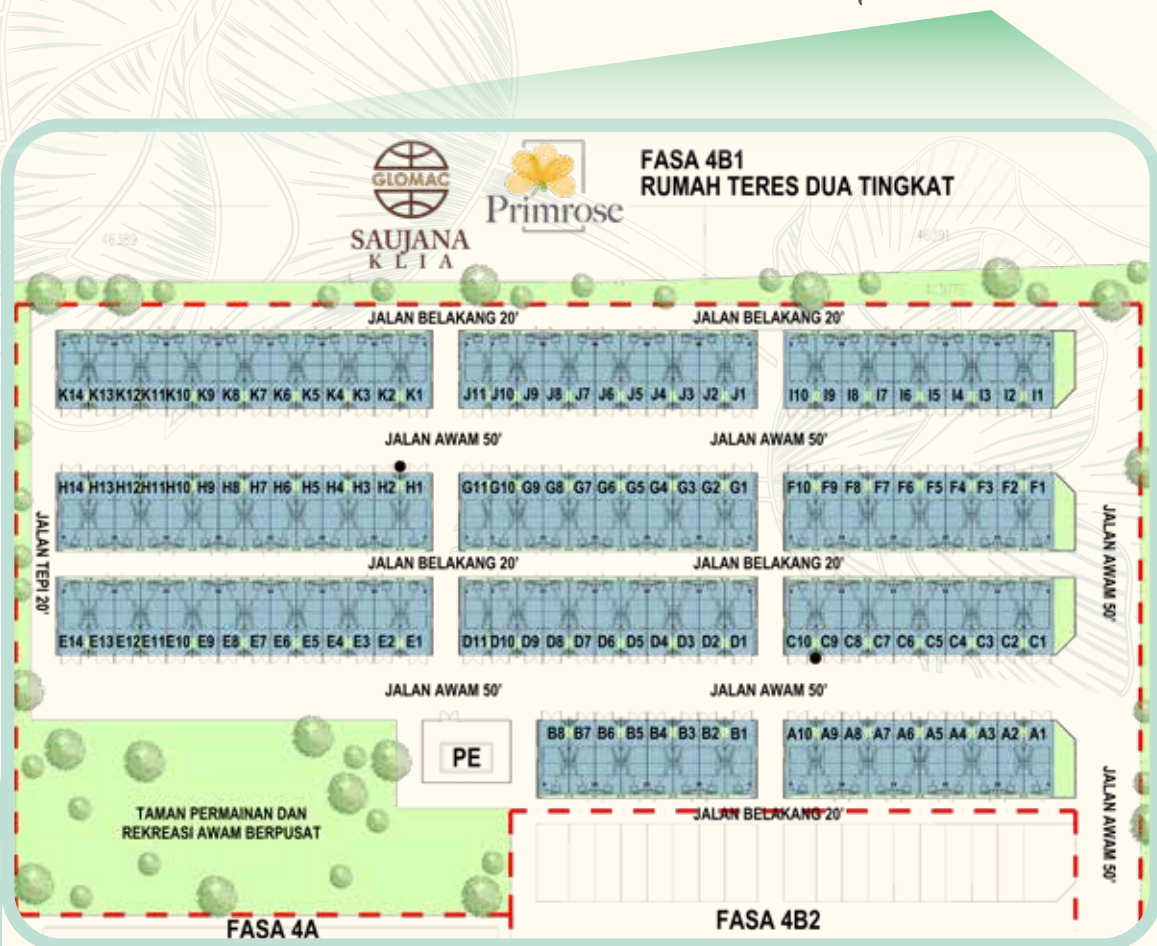 GLOMAC
SAUJANA
KLIA
Primrose
FASA 4B1
RUMAH TERES DUA TINGKAT
46389
46391
JALAN BELAKANG 20'
JALAN BELAKANG 20'
K14 K13 K12 K11 K10 K9 K8 K7 K6 K5 K4 K3 K2 K1
J11 J10 J9 J8 J7 J6 J5 J4 J3 J2 J1
I10 I9 I8 I7 I6 I5 I4 I3 I2 I1
JALAN AWAM 50'
JALAN AWAM 50'
H14 H13 H12 H11 H10 H9 H8 H7 H6 H5 H4 H3 H2 H1
G11 G10 G9 G8 G7 G6 G5 G4 G3 G2 G1
F10 F9 F8 F7 F6 F5 F4 F3 F2 F1
JALAN TEPI 20'
JALAN AWAM 50'
JALAN BELAKANG 20'
JALAN BELAKANG 20'
E14 E13 E12 E11 E10 E9 E8 E7 E6 E5 E4 E3 E2 E1
D11 D10 D9 D8 D7 D6 D5 D4 D3 D2 D1
C10 C9 C8 C7 C6 C5 C4 C3 C2 C1
JALAN AWAM 50'
JALAN AWAM 50'
PE
B8 B7 B6 B5 B4 B3 B2 B1
A10 A9 A8 A7 A6 A5 A4 A3 A2 A1
JALAN AWAM 50'
TAMAN PERMAINAN DAN
REKREASI AWAM BERPUSAT
JALAN BELAKANG 20'
FASA 4A
FASA 4B2